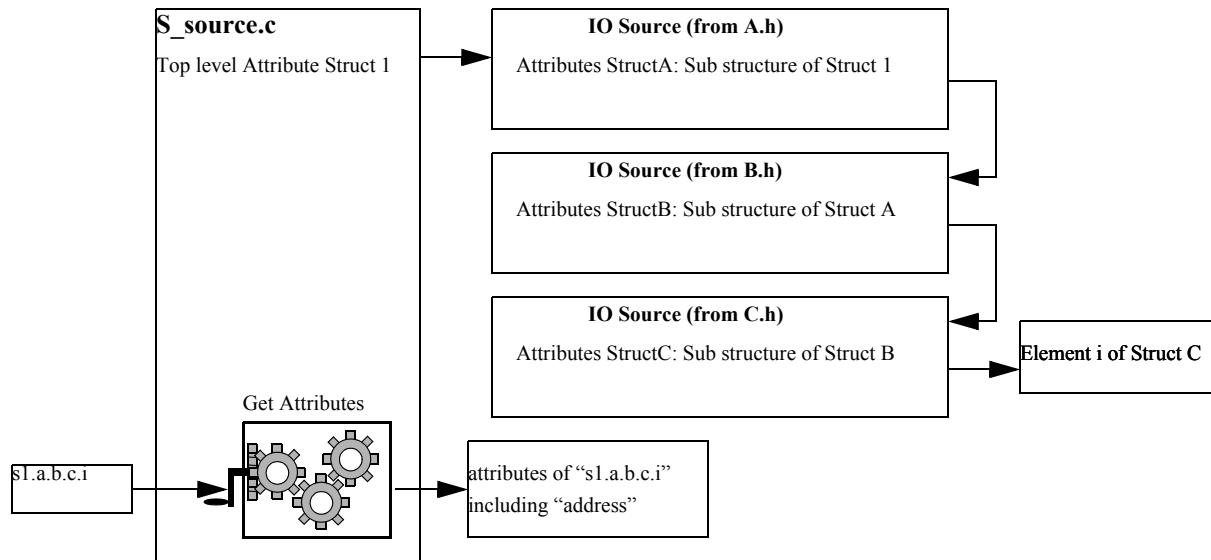 S_source.c
Top level Attribute Struct 1
IO Source (from A.h)
Attributes StructA: Sub structure of Struct 1
IO Source (from B.h)
Attributes StructB: Sub structure of Struct A
IO Source (from C.h)
Attributes StructC: Sub structure of Struct B
Element i of Struct C
Get Attributes
s1.a.b.c.i
attributes of “s1.a.b.c.i”
including “address”